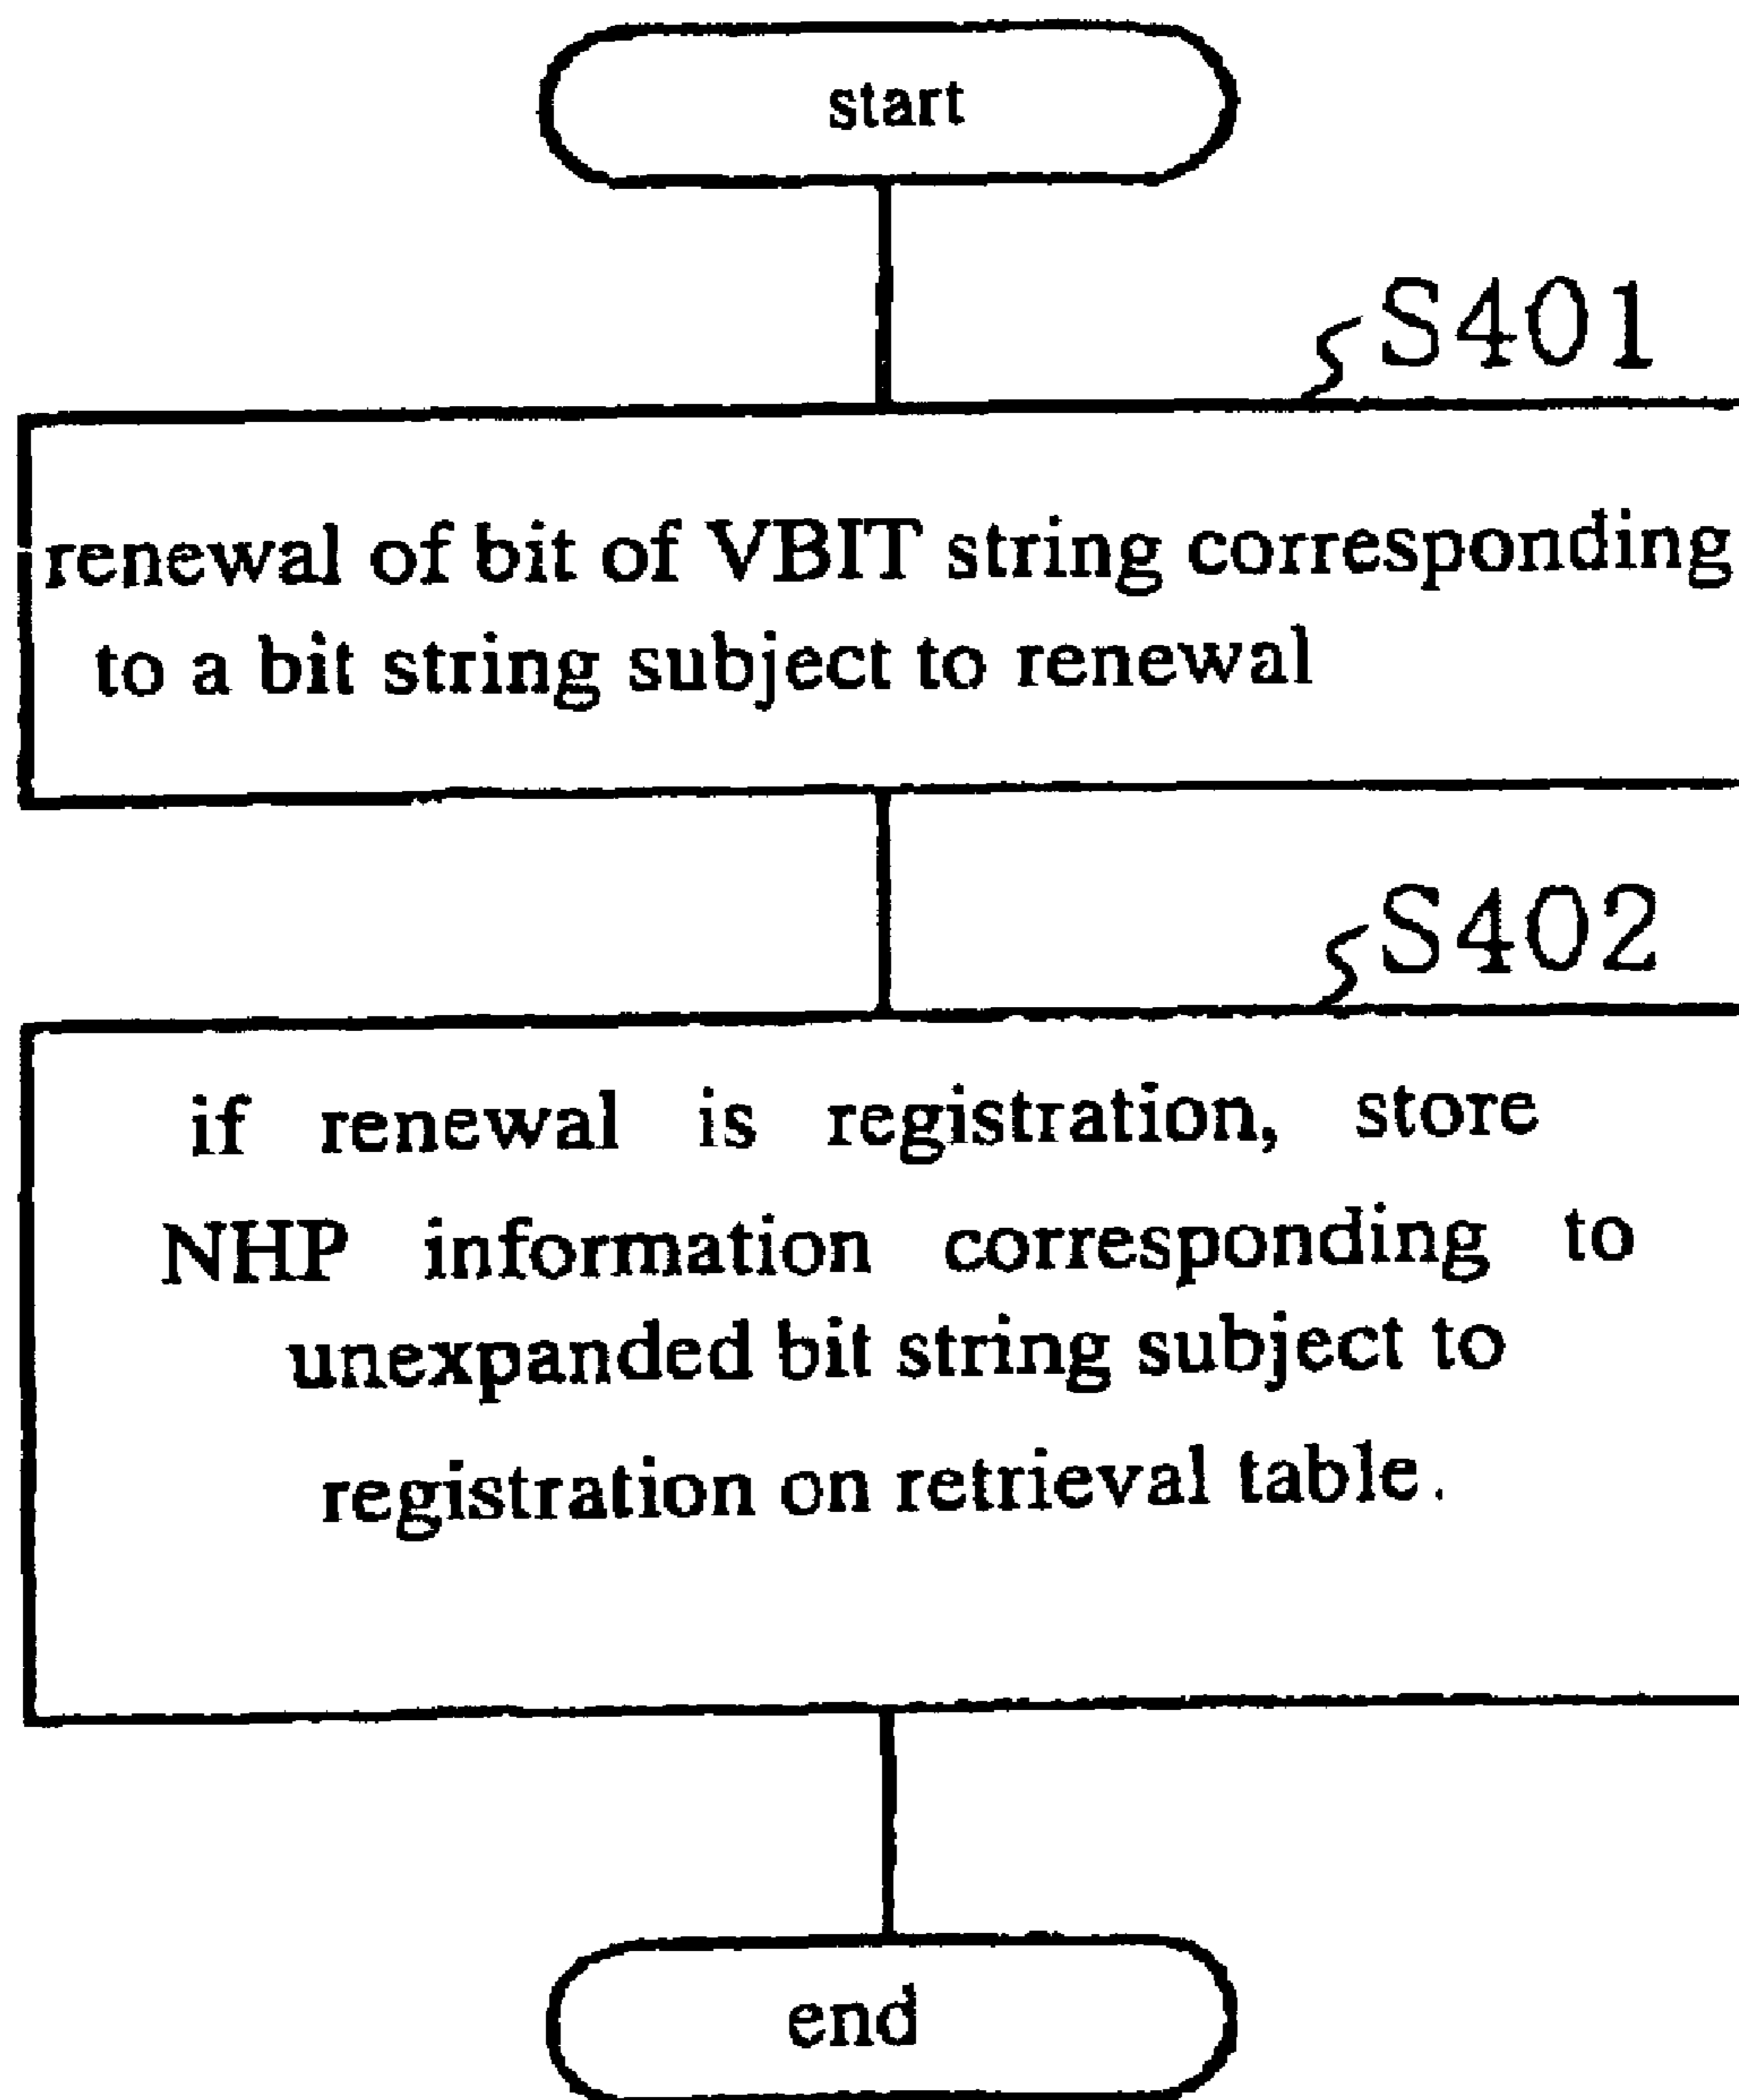 start
S401
renewal of bit of VBIT string corresponding
to a bit string subject to renewal
S402
if renewal is registration, store
NHP information corresponding to
unexpanded bit string subject to
registration on retrieval table.
end